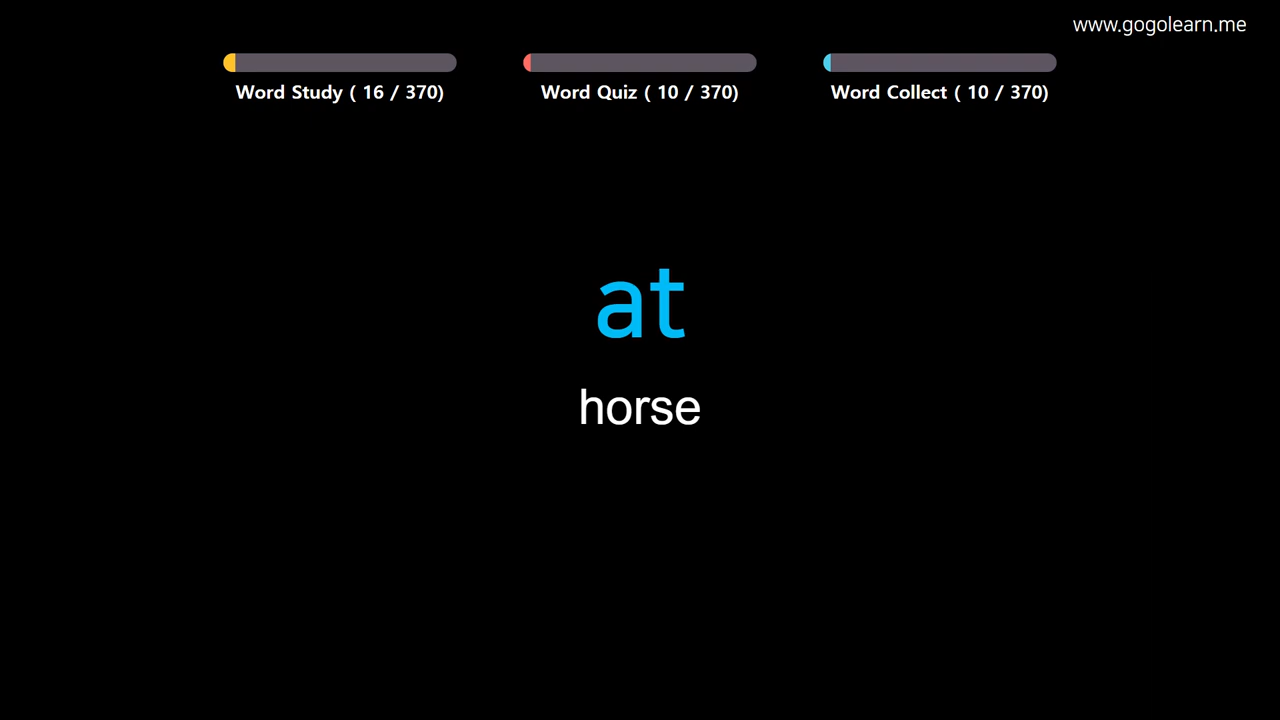 www.gogolearn.me
Word Study ( 16 / 370)
Word Quiz ( 10 / 370)
Word Collect ( 10 / 370)
at
horse